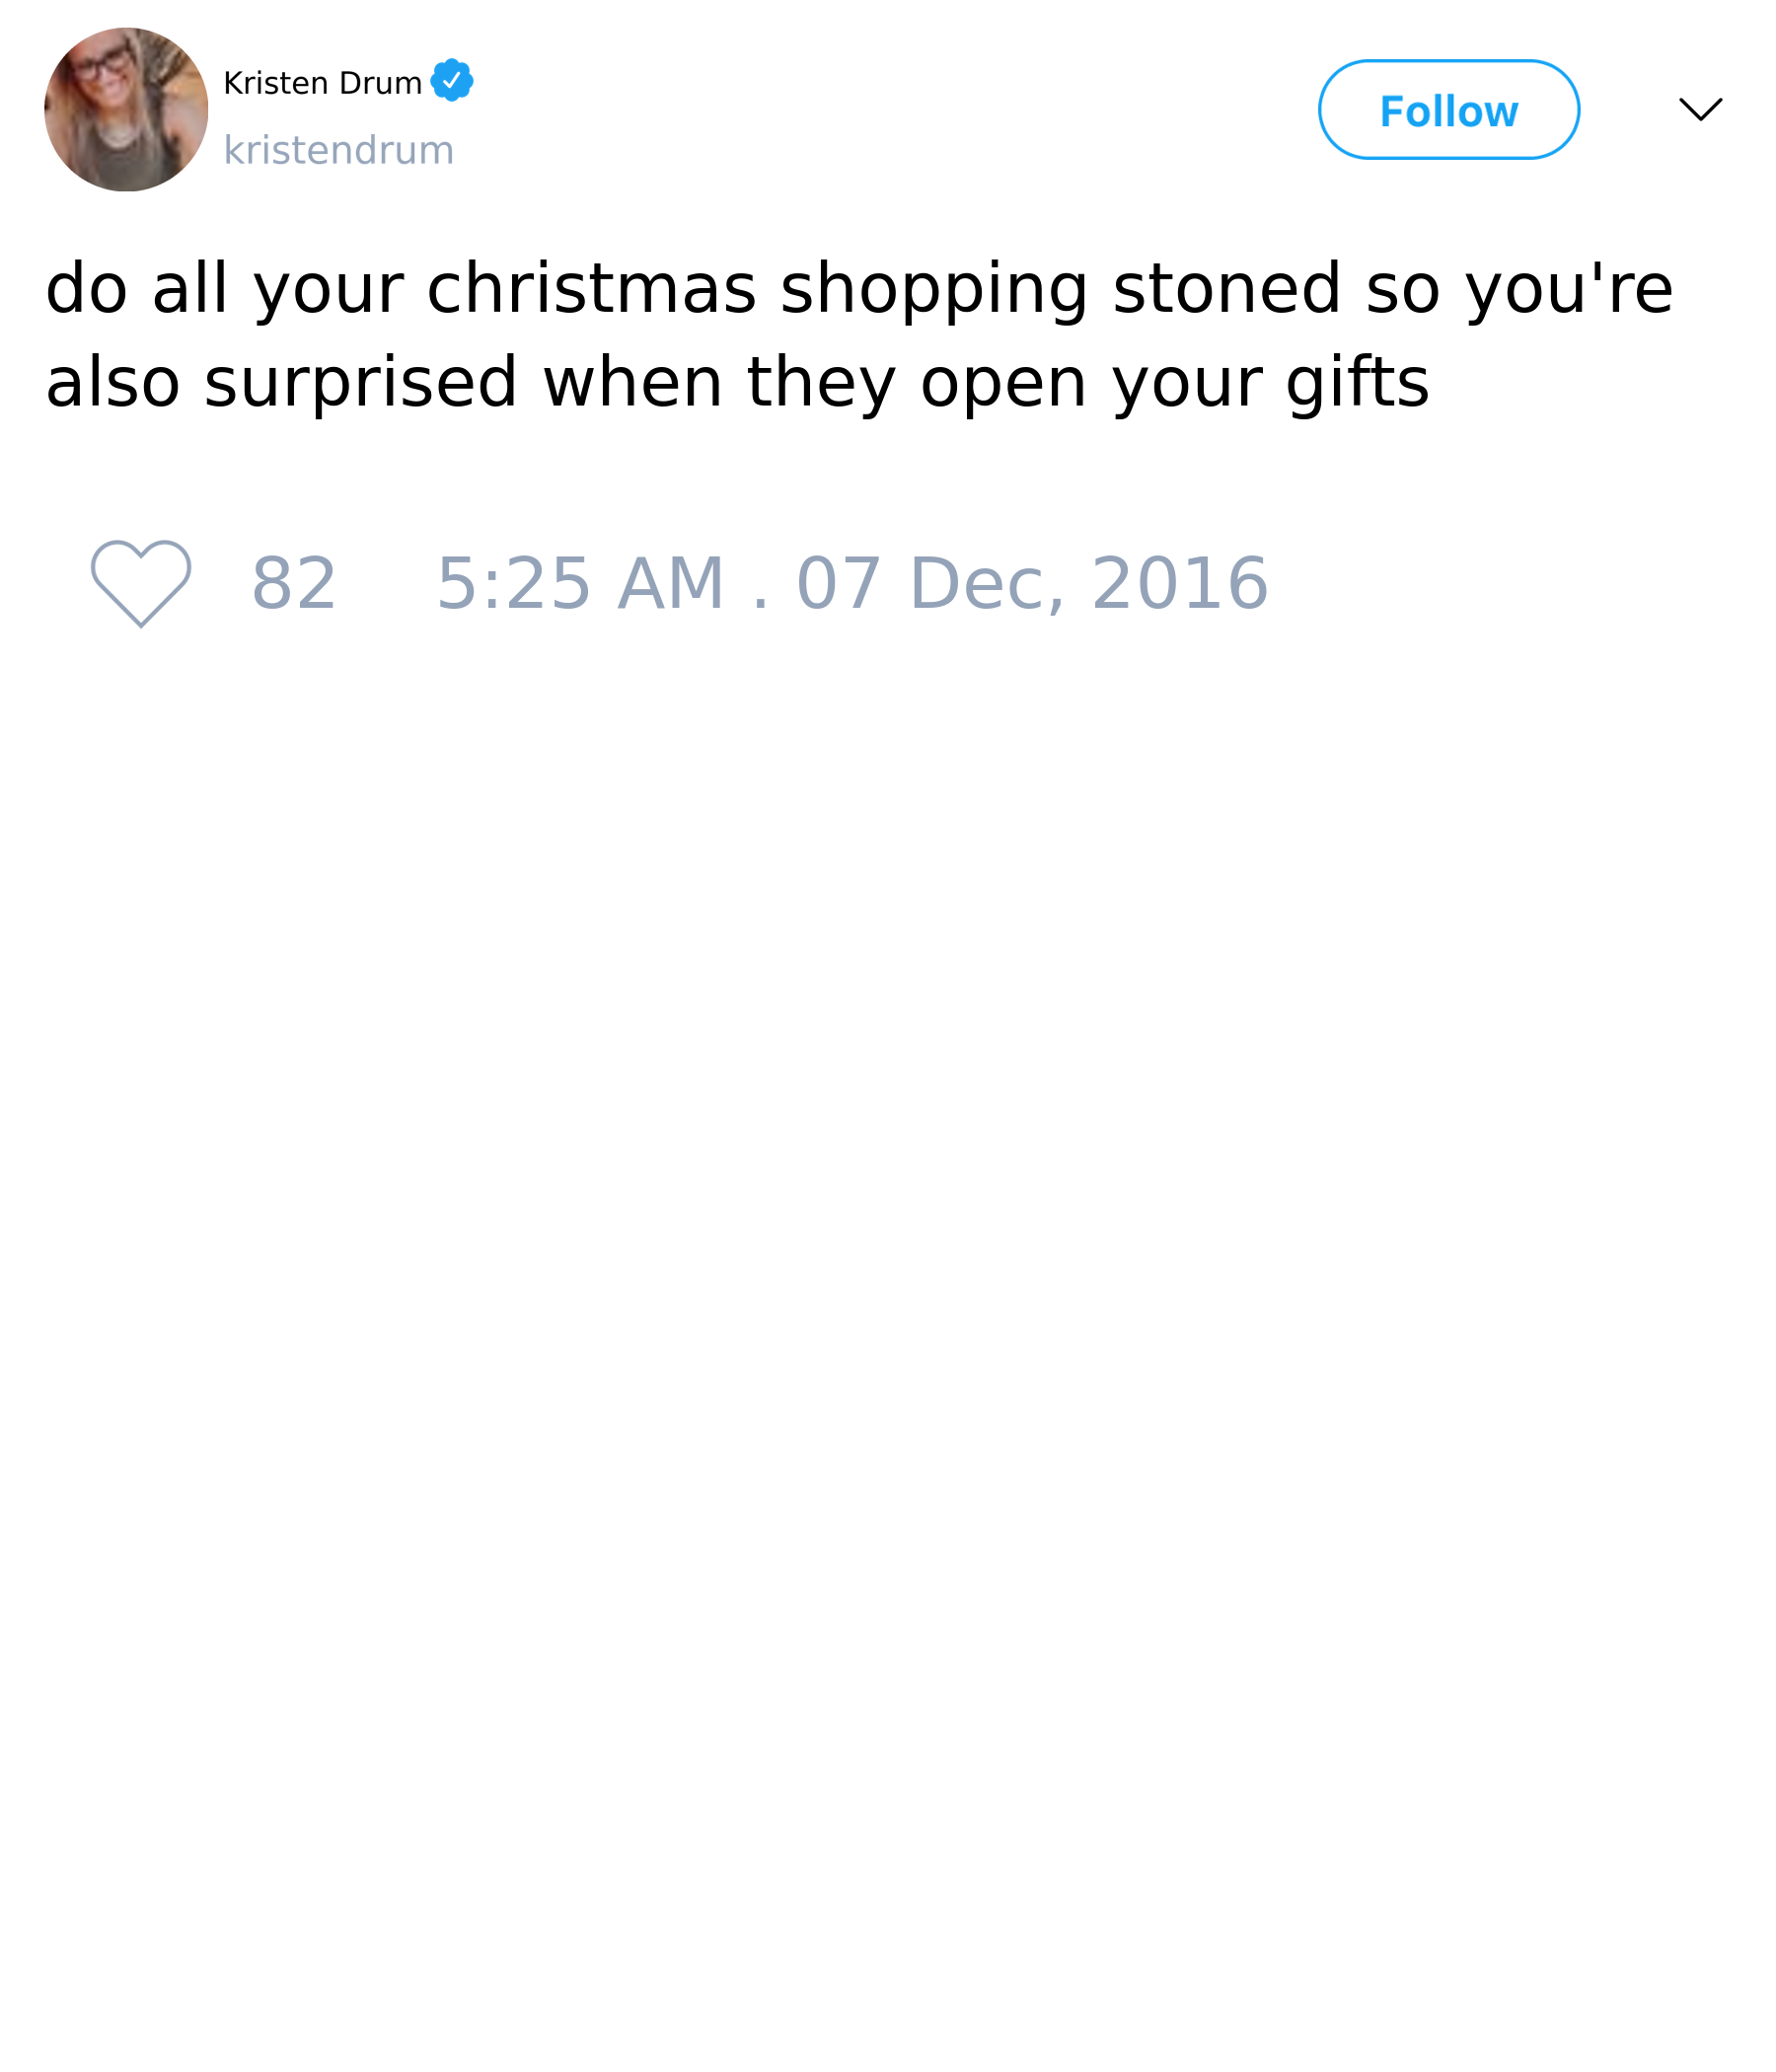 Kristen Drum
kristendrum
Follow
do all your christmas shopping stoned so you're
also surprised when they open your gifts
82 5:25 AM . 07 Dec, 2016